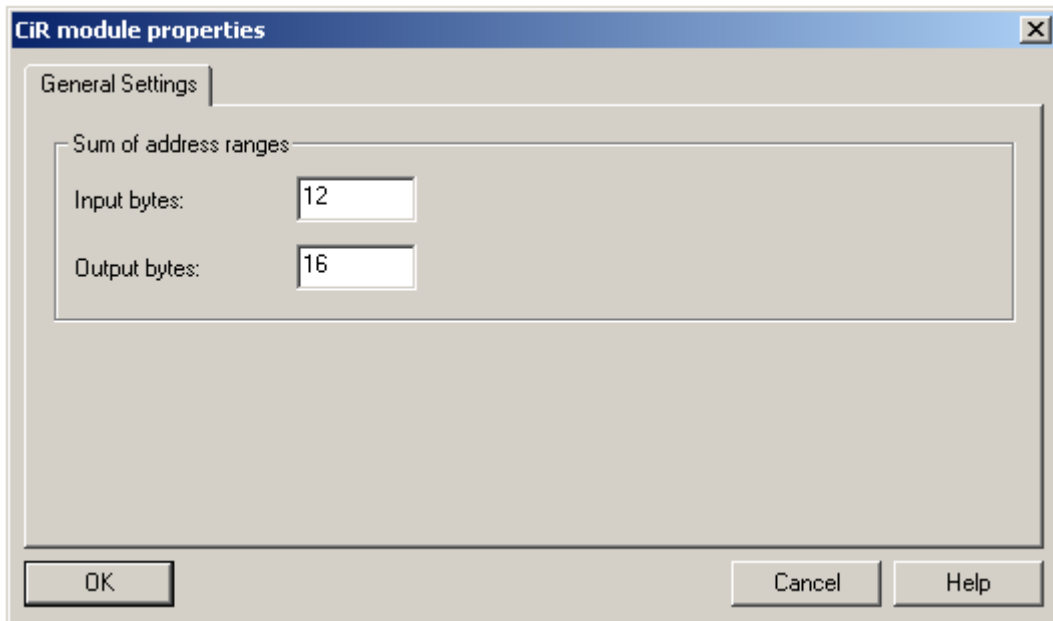 CiR module properties
General Settings
Sum of address ranges
Input bytes: 12
Output bytes: 16
OK Cancel Help